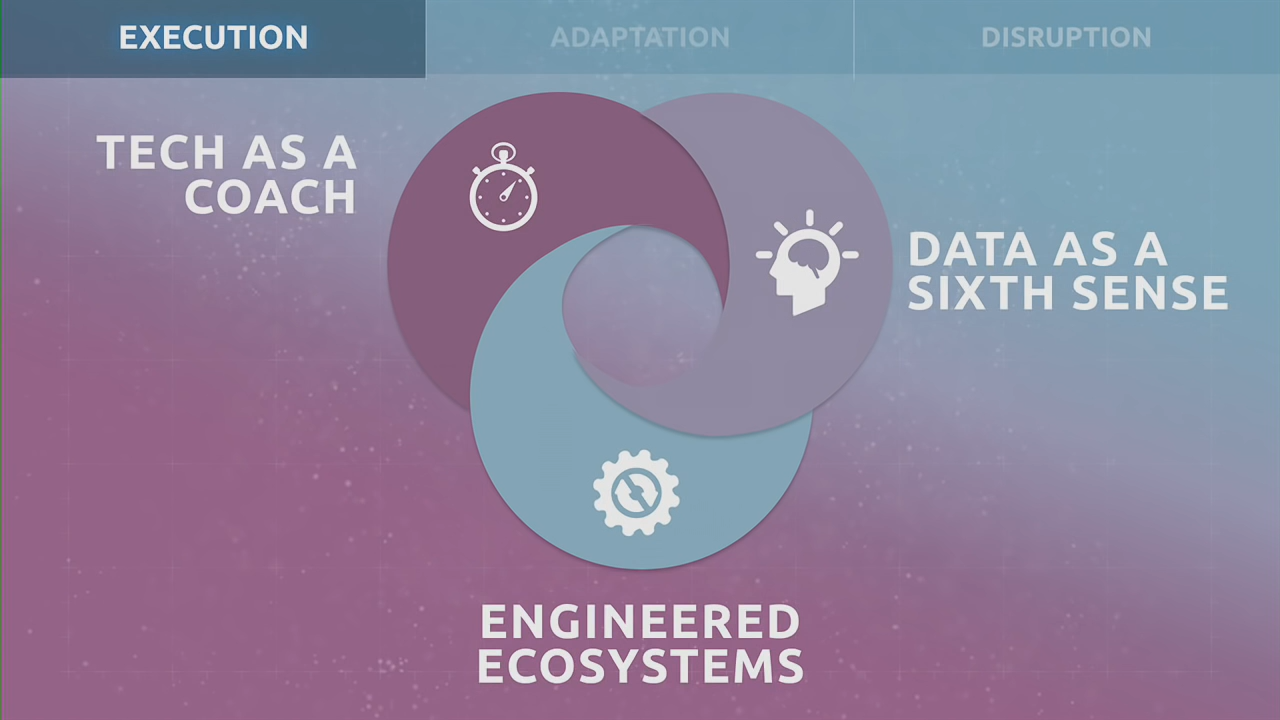 EXECUTION
ADAPTATION
DISRUPTION
TECH AS A
COACH
DATA AS A
SIXTH SENSE
ENGINEERED
ECOSYSTEMS